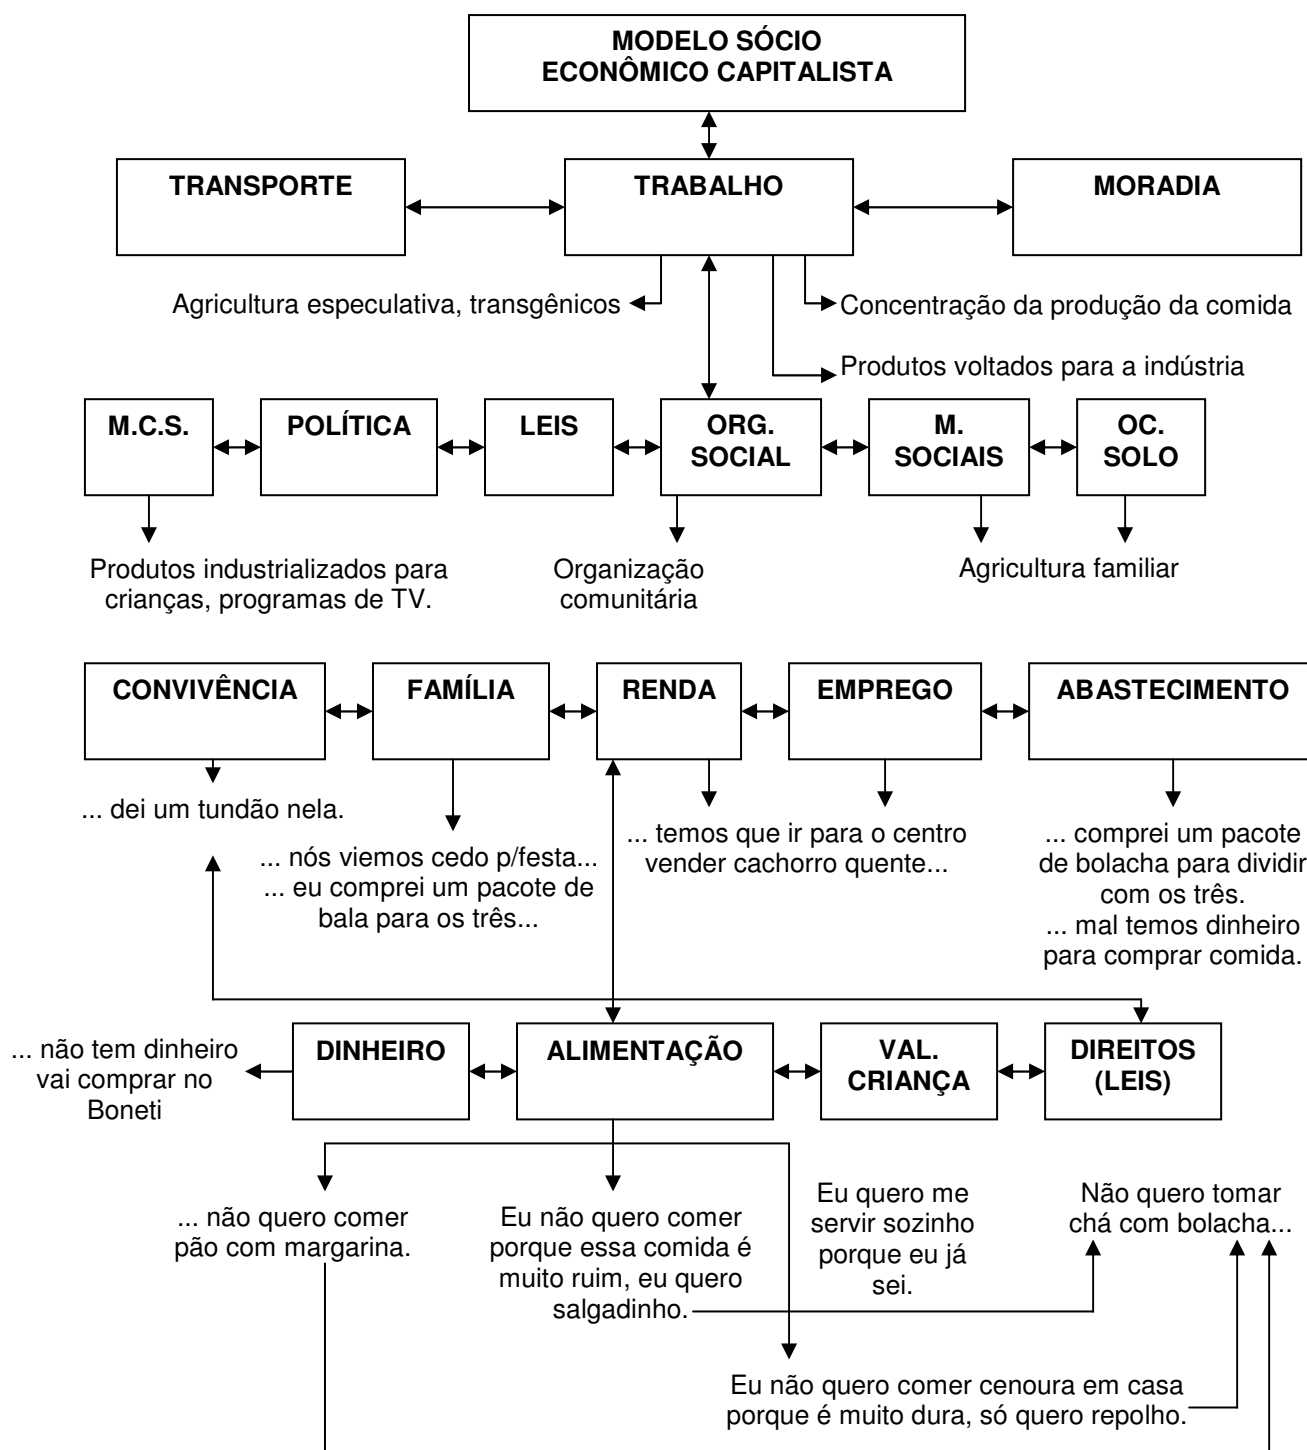 MODELO SÓCIO
ECONÔMICO CAPITALISTA
TRANSPORTE
TRABALHO
MORADIA
Agricultura especulativa, transgênicos
Concentração da produção da comida
Produtos voltados para a indústria
M.C.S.
POLÍTICA
LEIS
ORG.
SOCIAL
M.
SOCIAIS
OC.
SOLO
Produtos industrializados para
crianças, programas de TV.
Organização
comunitária
Agricultura familiar
CONVIVÊNCIA
FAMÍLIA
RENDA
EMPREGO
ABASTECIMENTO
... dei um tundão nela.
... nós viemos cedo p/festa...
... eu comprei um pacote de
bala para os três...
... temos que ir para o centro
vender cachorro quente...
... comprei um pacote
de bolacha para dividir
com os três.
... mal temos dinheiro
para comprar comida.
... não tem dinheiro
vai comprar no
Boneti
DINHEIRO
ALIMENTAÇÃO
VAL.
CRIANÇA
DIREITOS
(LEIS)
... não quero comer
pão com margarina.
Eu não quero comer
porque essa comida é
muito ruim, eu quero
salgadinho.
Eu quero me
servir sozinho
porque eu já
sei.
Não quero tomar
chá com bolacha...
Eu não quero comer cenoura em casa
porque é muito dura, só quero repolho.